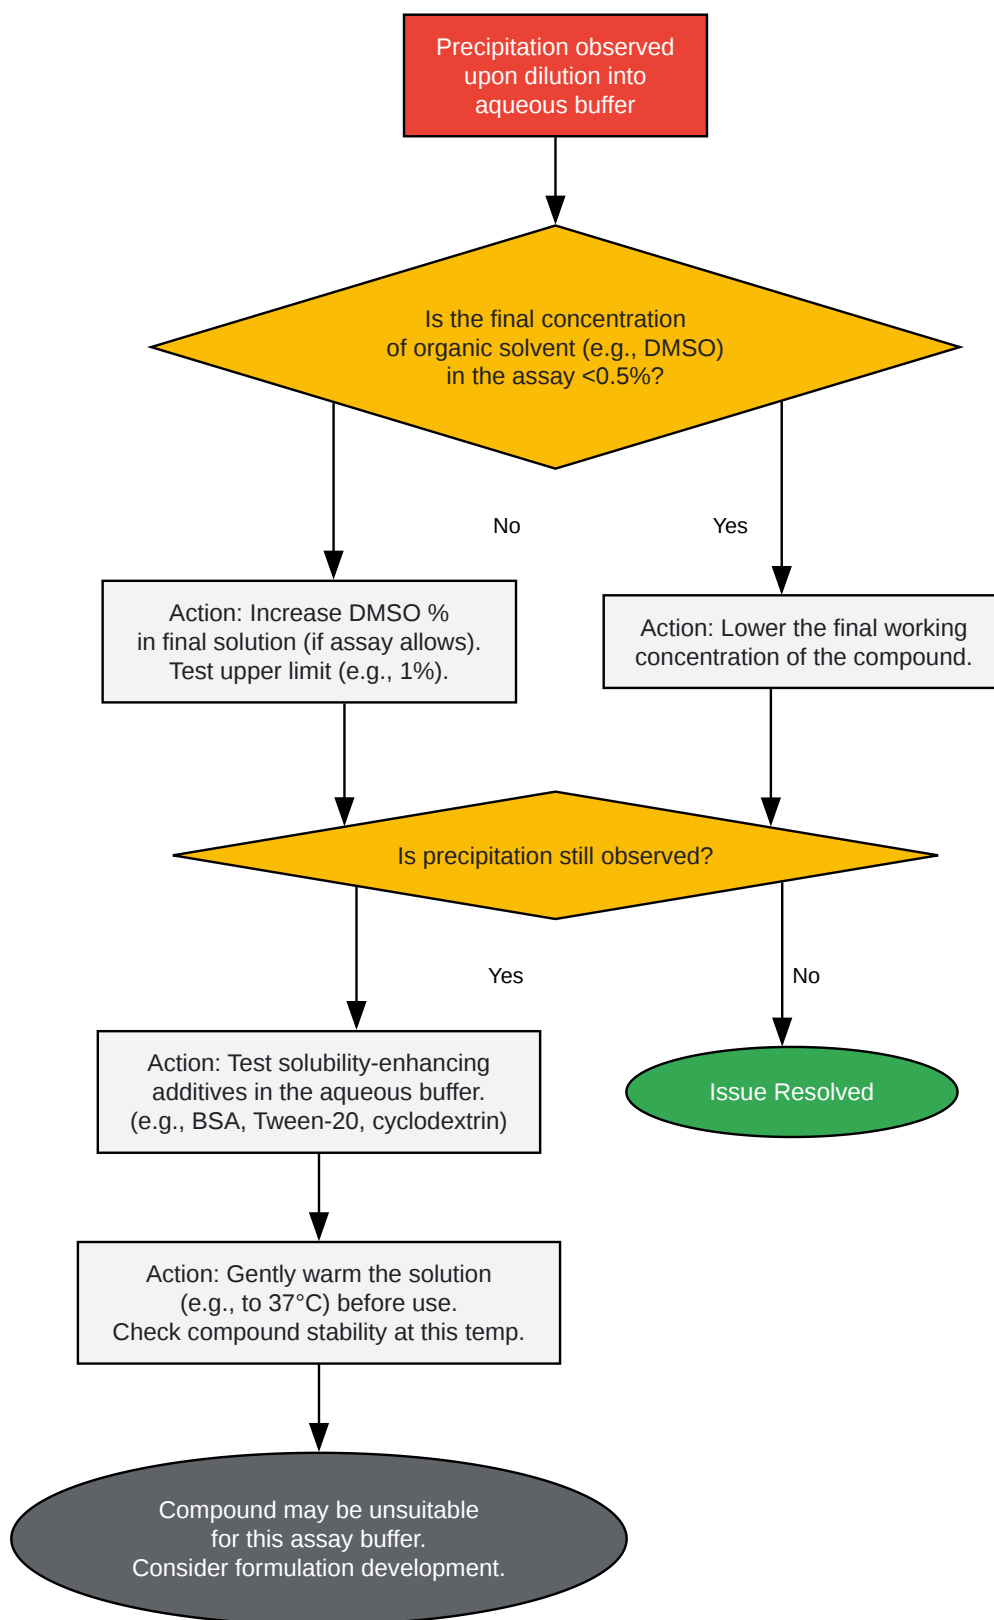 Precipitation observed
upon dilution into
aqueous buffer
Is the final concentration
of organic solvent (e.g., DMSO)
in the assay <0.5%?
No
Yes
Action: Increase DMSO %
in final solution (if assay allows).
Test upper limit (e.g., 1%).
Action: Lower the final working
concentration of the compound.
Is precipitation still observed?
Yes
No
Action: Test solubility-enhancing
additives in the aqueous buffer.
(e.g., BSA, Tween-20, cyclodextrin)
Issue Resolved
Action: Gently warm the solution
(e.g., to 37°C) before use.
Check compound stability at this temp.
Compound may be unsuitable
for this assay buffer.
Consider formulation development.